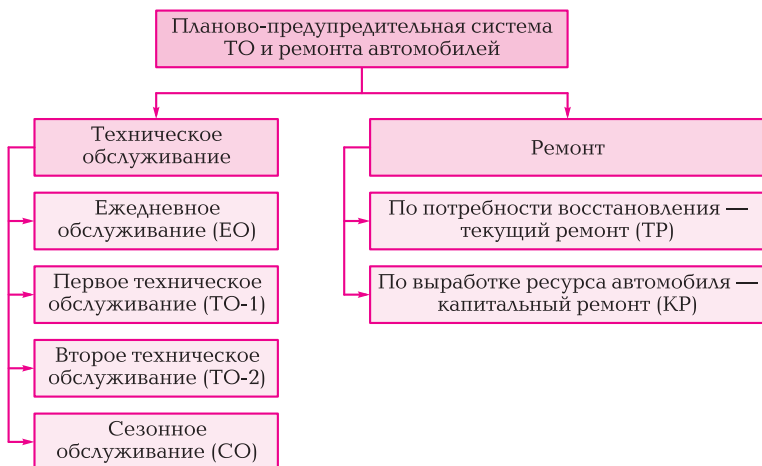 Планово-предупредительная система
ТО и ремонта автомобилей
Техническое
обслуживание
Ремонт
Ежедневное
обслуживание (ЕО)
По потребности восстановления —
текущий ремонт (ТР)
Первое техническое
обслуживание (ТО-1)
По выработке ресурса автомобиля —
капитальный ремонт (КР)
Второе техническое
обслуживание (ТО-2)
Сезонное
обслуживание (СО)